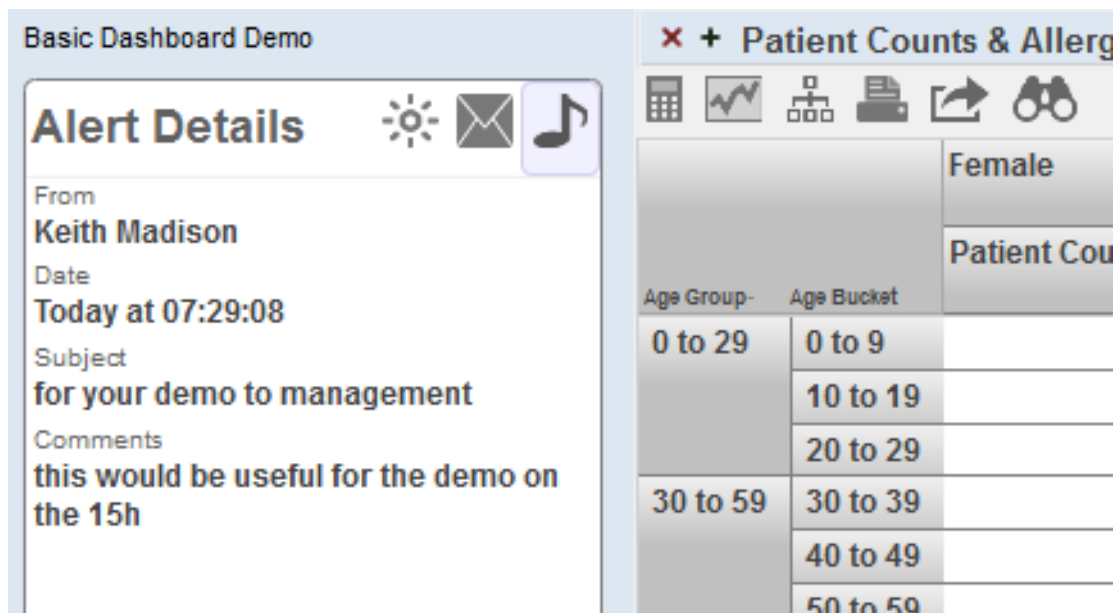 Basic Dashboard Demo
Alert Details
From
Keith Madison
Date
Today at 07:29:08
Subject
for your demo to management
Comments
this would be useful for the demo on
the 15h
Patient Counts & Allerg
Female
Patient Cou
Age Group- Age Bucket
0 to 29 0 to 9
10 to 19
20 to 29
30 to 59 30 to 39
40 to 49
50 to 59